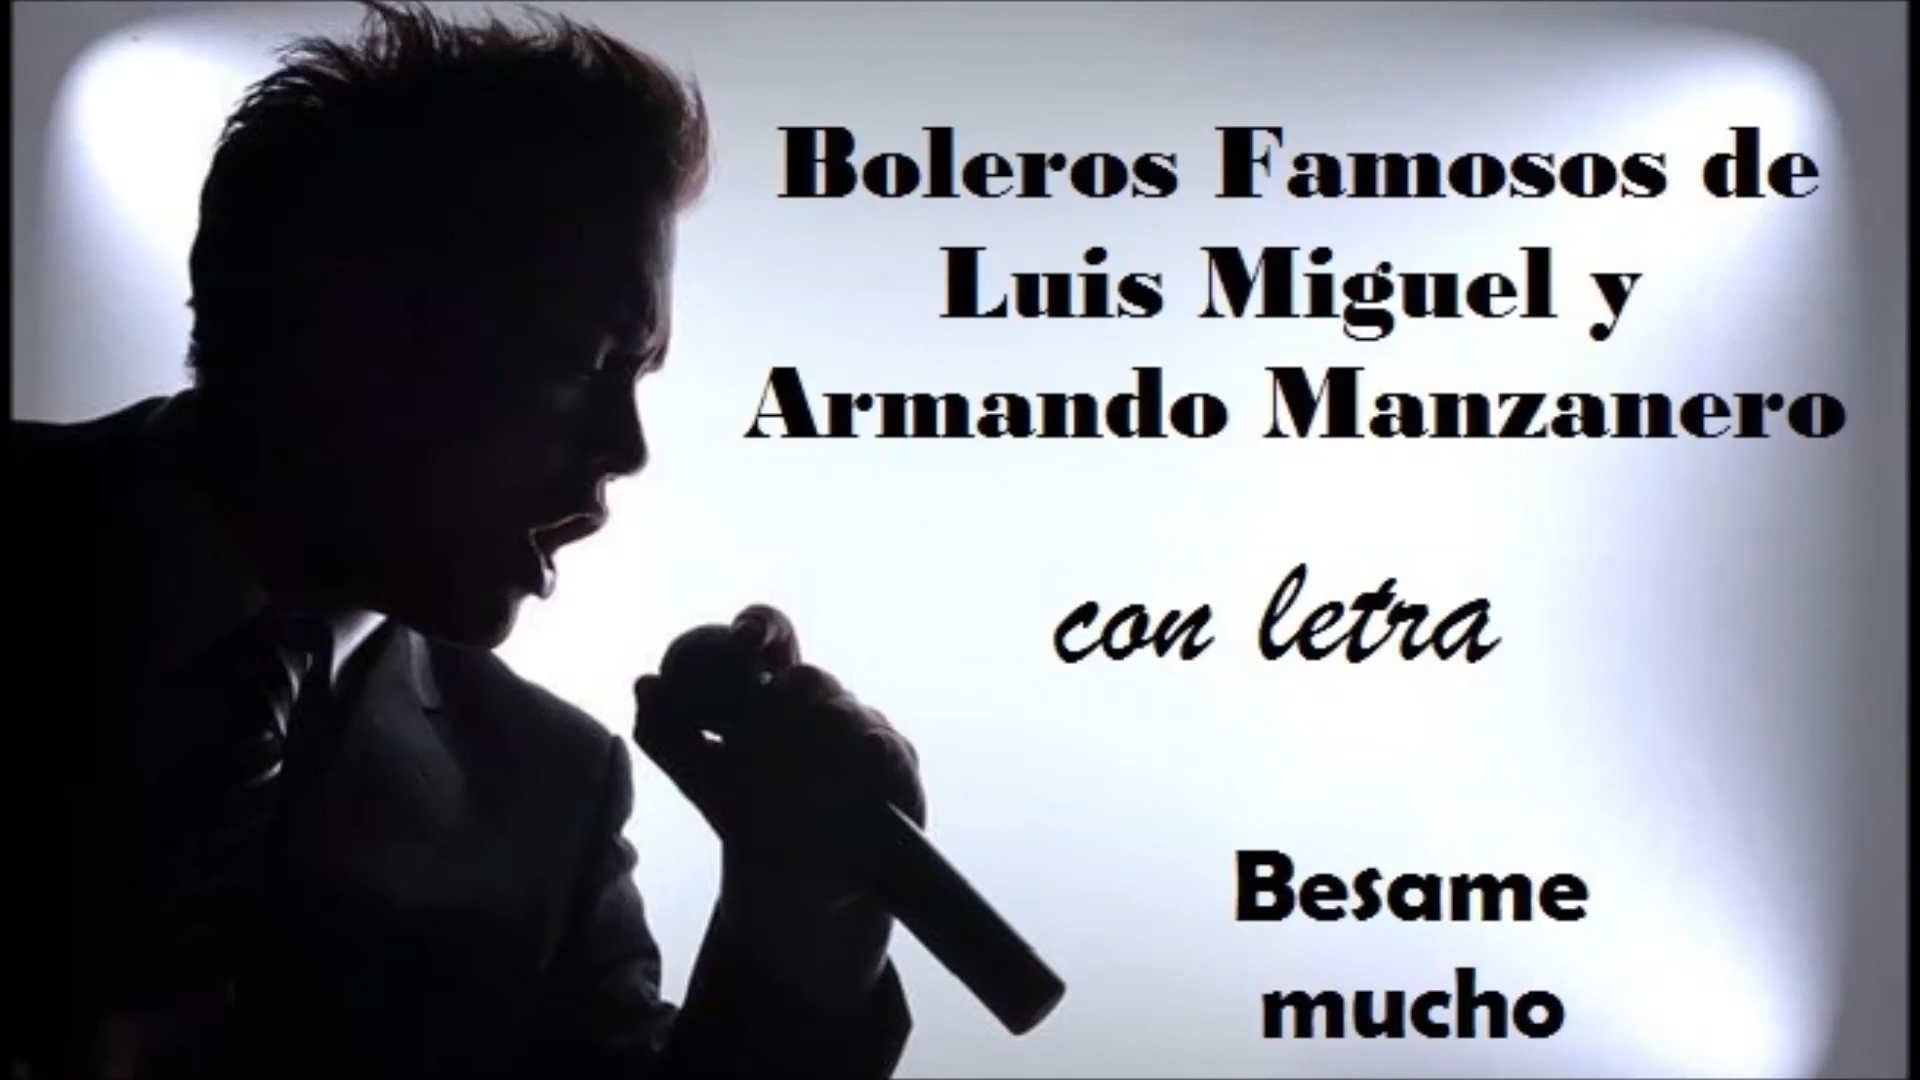 Boleros Famosos de
Luis Miguel y
Armando Manzanero
con letra
Besame
mucho